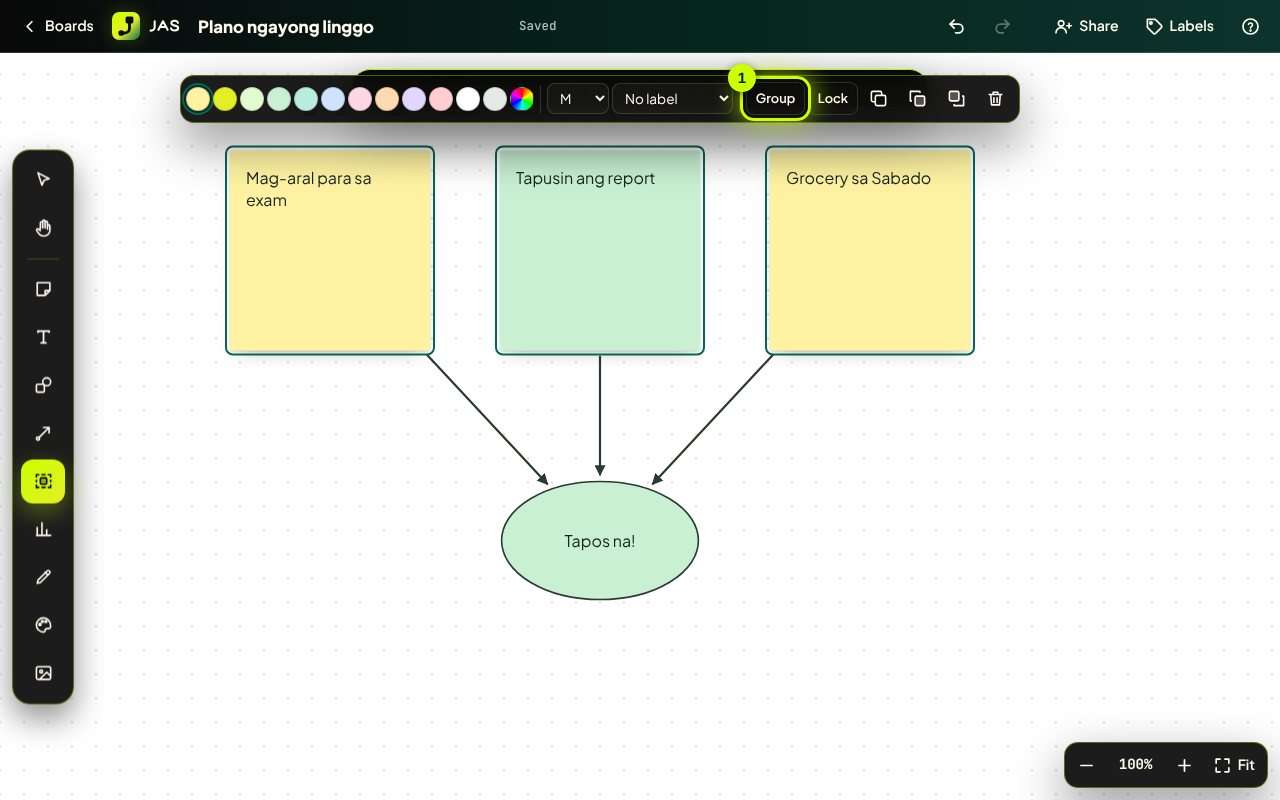 Boards
JAS
Plano ngayong linggo
Saved
Share
Labels
1
M
No label
Group
Lock
Mag-aral para sa
exam
Tapusin ang report
Grocery sa Sabado
Tapos na!
100%
Fit